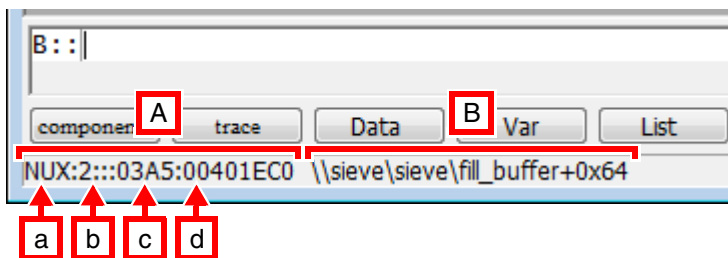 B::
A B
componen trace Data Var List
NUX:2:::03A5:00401EC0 \\sieve\sieve\fill_buffer+0x64
a b c d